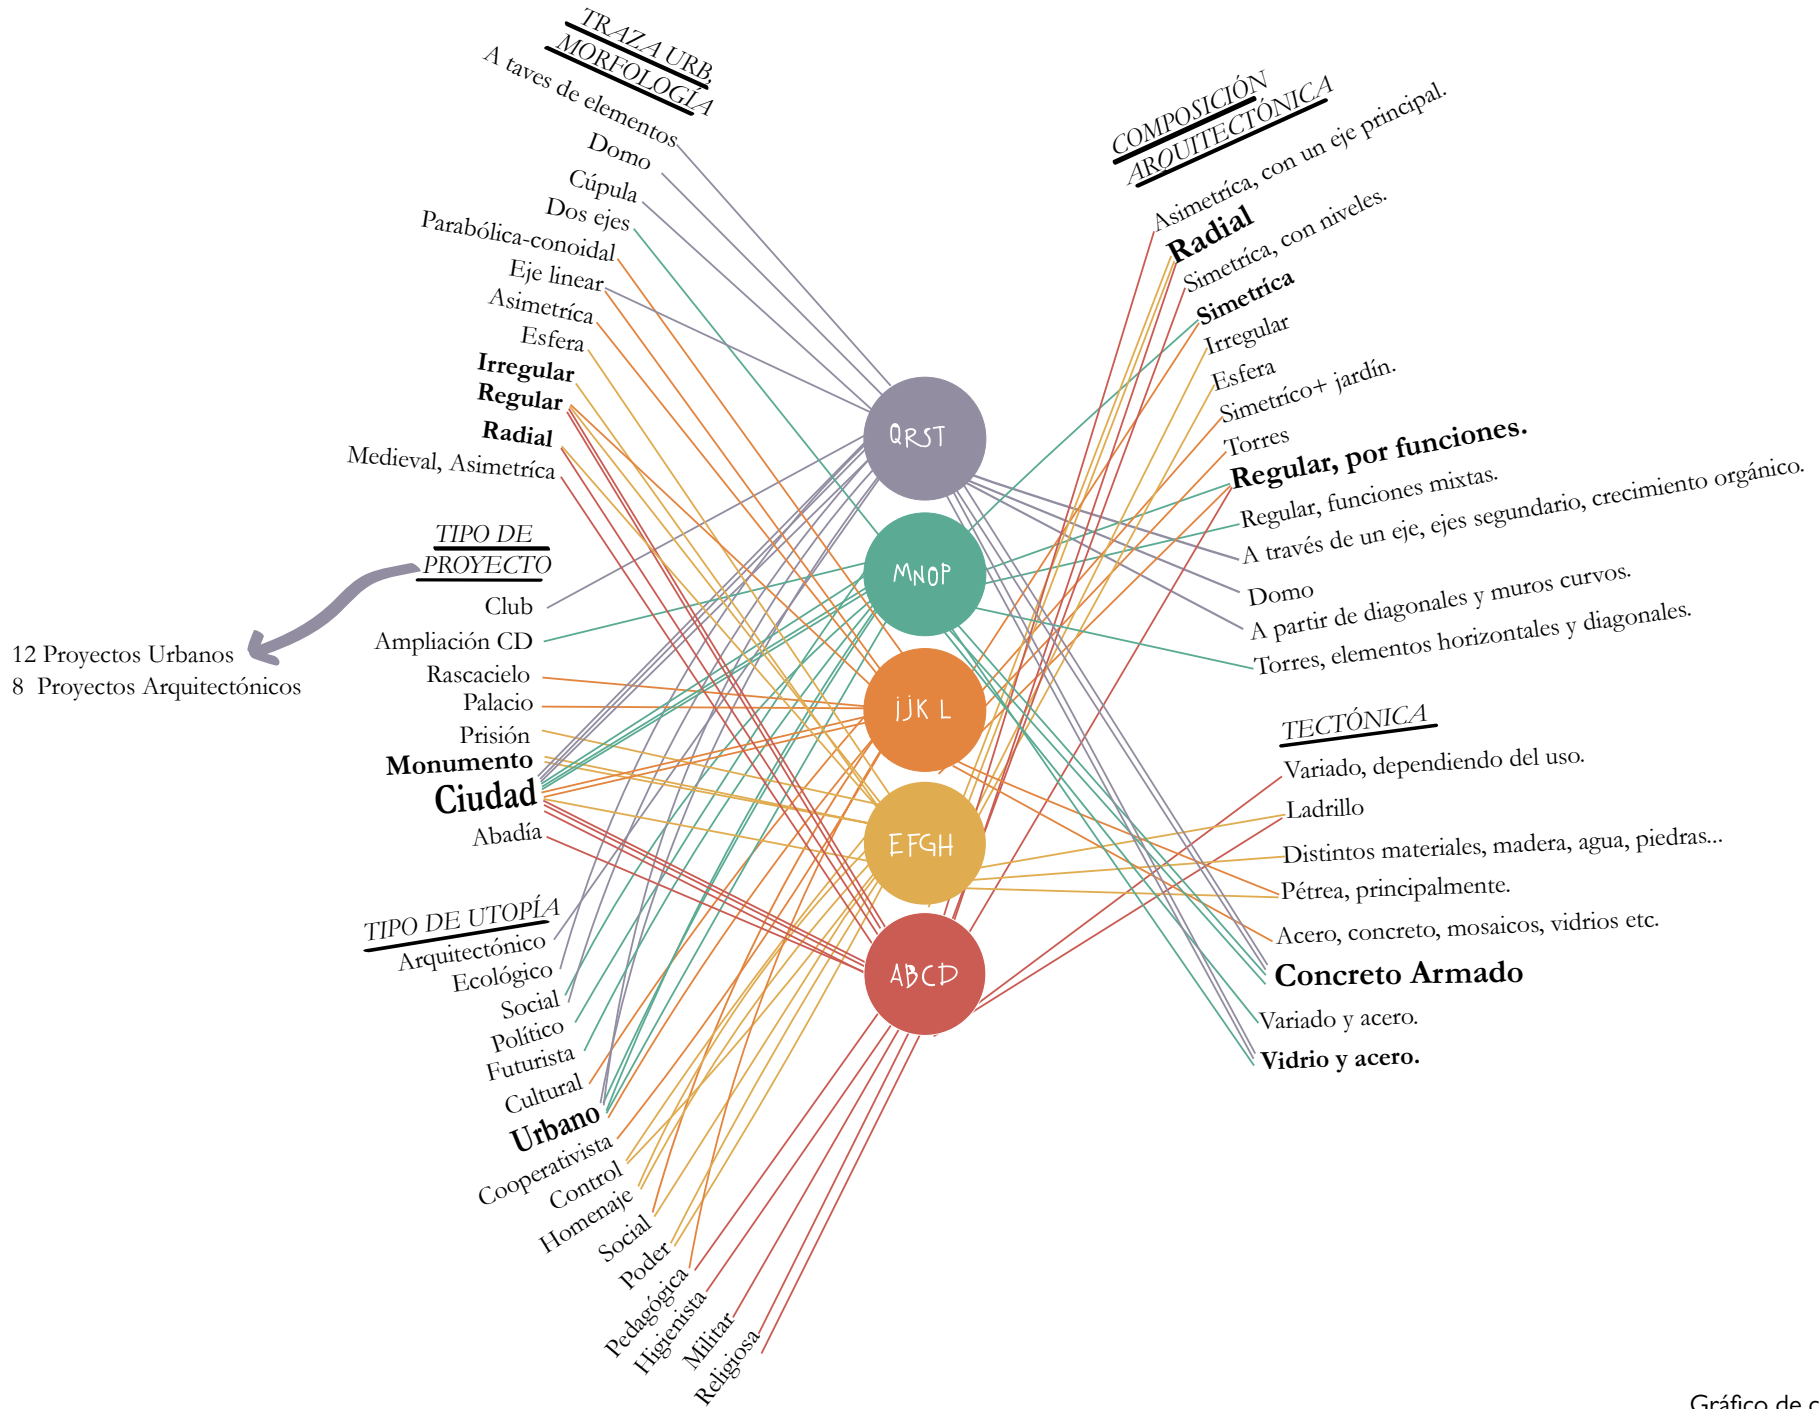 TRAZA URB,
MORFOLOGÍA
A taves de elementos
Domo
Cúpula
Dos ejes
Parabólica-conoidal
Eje linear
Asimetríca
Esfera
Irregular
Regular
Radial
Medieval, Asimetríca
TIPO DE
PROYECTO
Club
Ampliación CD
Rascacielo
Palacio
Prisión
Monumento
Ciudad
Abadía
12 Proyectos Urbanos
8 Proyectos Arquitectónicos
TIPO DE UTOPÍA
Arquitectónico
Ecológico
Social
Político
Futurista
Cultural
Urbano
Cooperativista
Control
Homenaje
Social
Poder
Pedagógica
Higienista
Militar
Religiosa
QRST
MNOP
IJK L
EFGH
ABCD
COMPOSICIÓN
ARQUITECTÓNICA
Asimetríca, con un eje principal.
Radial
Simetríca, con niveles.
Simetríca
Irregular
Esfera
Simetríco+ jardín.
Torres
Regular, por funciones.
Regular, funciones mixtas.
A través de un eje, ejes segundario, crecimiento orgánico.
Domo
A partir de diagonales y muros curvos.
Torres, elementos horizontales y diagonales.
TECTÓNICA
Variado, dependiendo del uso.
Ladrillo
Distintos materiales, madera, agua, piedras...
Pétrea, principalmente.
Acero, concreto, mosaicos, vidrios etc.
Concreto Armado
Variado y acero.
Vidrio y acero.
Gráfico de c